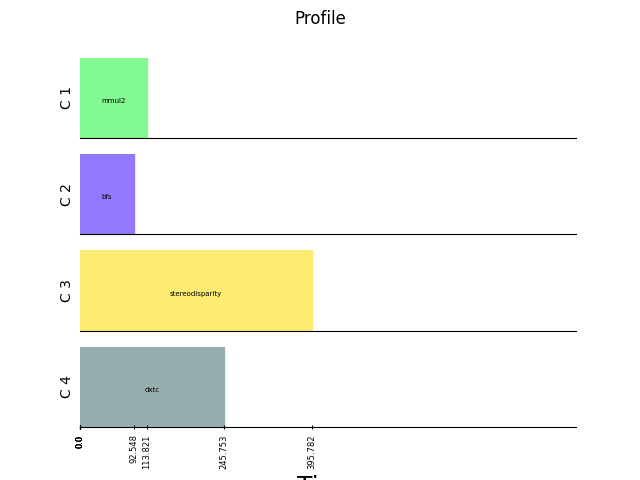 Profile
C 1
mmul2
C 2
bfs
C 3
stereodisparity
C 4
dxtc
0.0
92.548
113.821
245.753
395.782